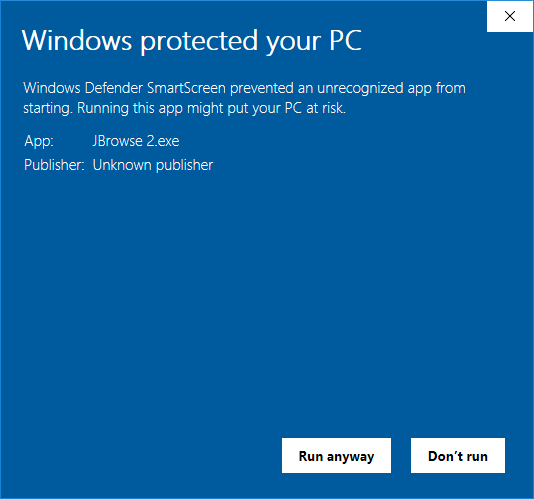 Windows protected your PC
Windows Defender SmartScreen prevented an unrecognized app from
starting. Running this app might put your PC at risk.
App: JBrowse 2.exe
Publisher: Unknown publisher
Run anyway Don’t run